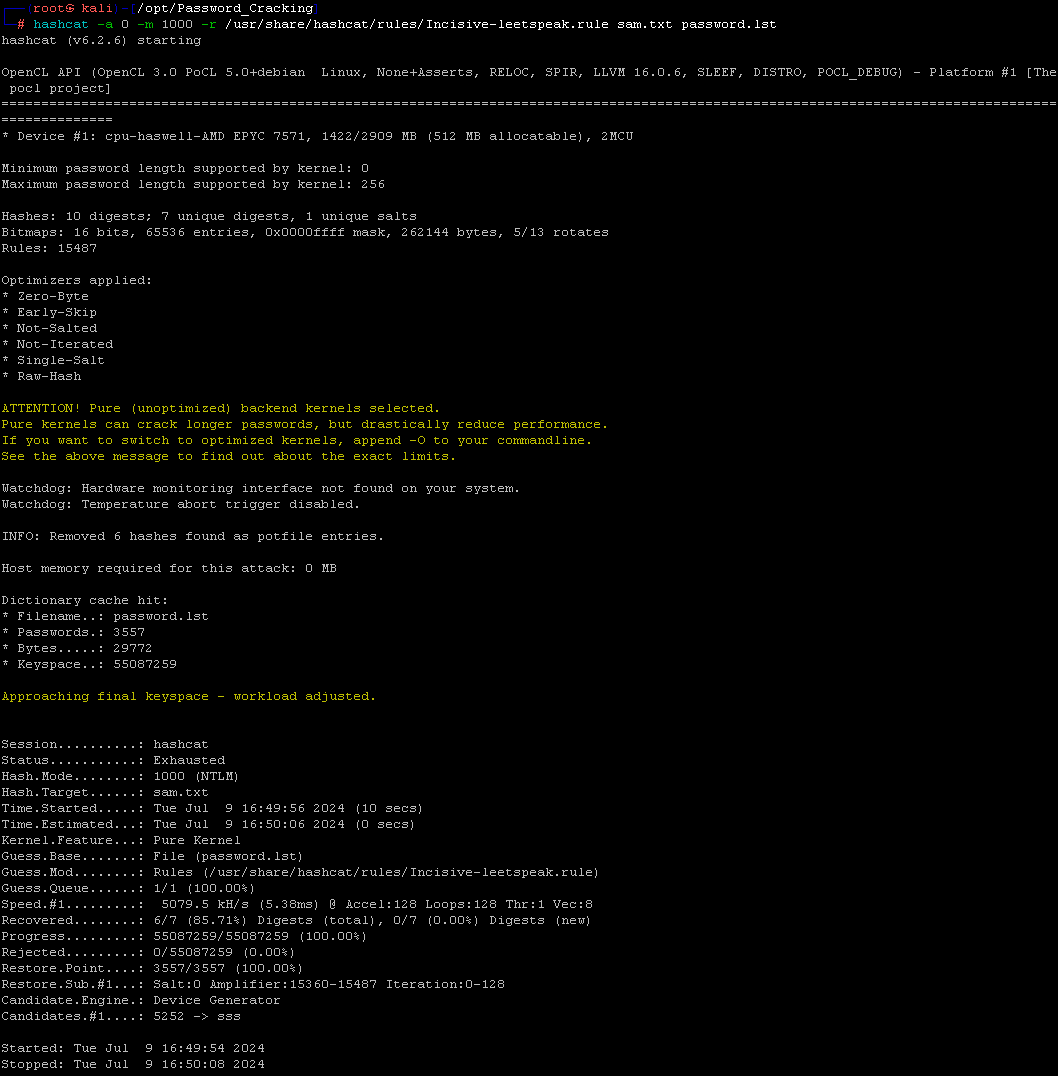 ┌──(root㉿kali)-[/opt/Password_Cracking]
└─# hashcat -a 0 -m 1000 -r /usr/share/hashcat/rules/Incisive-leetspeak.rule sam.txt password.lst
hashcat (v6.2.6) starting
OpenCL API (OpenCL 3.0 PoCL 5.0+debian  Linux, None+Asserts, RELOC, SPIR, LLVM 16.0.6, SLEEF, DISTRO, POCL_DEBUG) - Platform #1 [The
 pocl project]
====================================================================================================================================
==============
* Device #1: cpu-haswell-AMD EPYC 7571, 1422/2909 MB (512 MB allocatable), 2MCU
Minimum password length supported by kernel: 0
Maximum password length supported by kernel: 256
Hashes: 10 digests; 7 unique digests, 1 unique salts
Bitmaps: 16 bits, 65536 entries, 0x0000ffff mask, 262144 bytes, 5/13 rotates
Rules: 15487
Optimizers applied:
* Zero-Byte
* Early-Skip
* Not-Salted
* Not-Iterated
* Single-Salt
* Raw-Hash
ATTENTION! Pure (unoptimized) backend kernels selected.
Pure kernels can crack longer passwords, but drastically reduce performance.
If you want to switch to optimized kernels, append -O to your commandline.
See the above message to find out about the exact limits.
Watchdog: Hardware monitoring interface not found on your system.
Watchdog: Temperature abort trigger disabled.
INFO: Removed 6 hashes found as potfile entries.
Host memory required for this attack: 0 MB
Dictionary cache hit:
* Filename..: password.lst
* Passwords.: 3557
* Bytes.....: 29772
* Keyspace..: 55087259
Approaching final keyspace - workload adjusted.
Session..........: hashcat
Status...........: Exhausted
Hash.Mode........: 1000 (NTLM)
Hash.Target......: sam.txt
Time.Started.....: Tue Jul  9 16:49:56 2024 (10 secs)
Time.Estimated...: Tue Jul  9 16:50:06 2024 (0 secs)
Kernel.Feature...: Pure Kernel
Guess.Base.......: File (password.lst)
Guess.Mod........: Rules (/usr/share/hashcat/rules/Incisive-leetspeak.rule)
Guess.Queue......: 1/1 (100.00%)
Speed.#1.........:  5079.5 kH/s (5.38ms) @ Accel:128 Loops:128 Thr:1 Vec:8
Recovered........: 6/7 (85.71%) Digests (total), 0/7 (0.00%) Digests (new)
Progress.........: 55087259/55087259 (100.00%)
Rejected.........: 0/55087259 (0.00%)
Restore.Point....: 3557/3557 (100.00%)
Restore.Sub.#1...: Salt:0 Amplifier:15360-15487 Iteration:0-128
Candidate.Engine.: Device Generator
Candidates.#1....: 5252 -> sss
Started: Tue Jul  9 16:49:54 2024
Stopped: Tue Jul  9 16:50:08 2024